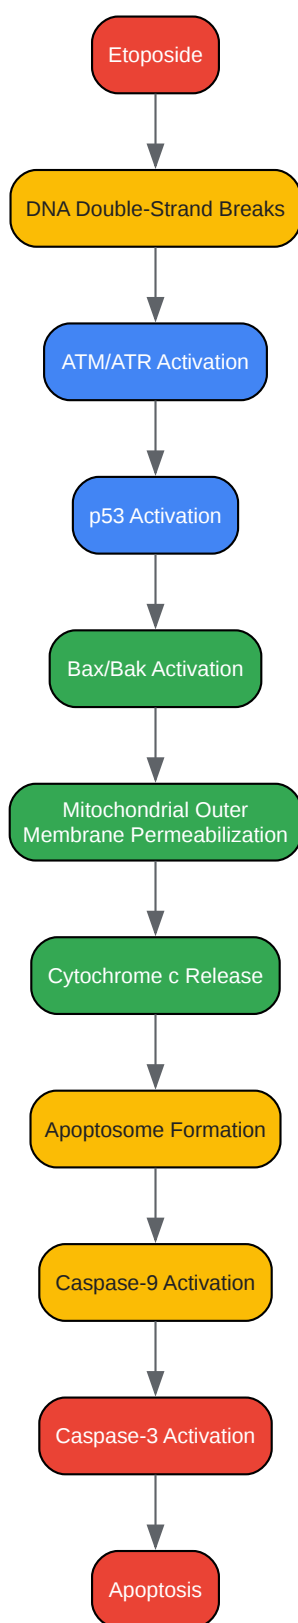 Etoposide
DNA Double-Strand Breaks
ATM/ATR Activation
p53 Activation
Bax/Bak Activation
Mitochondrial Outer
Membrane Permeabilization
Cytochrome c Release
Apoptosome Formation
Caspase-9 Activation
Caspase-3 Activation
Apoptosis